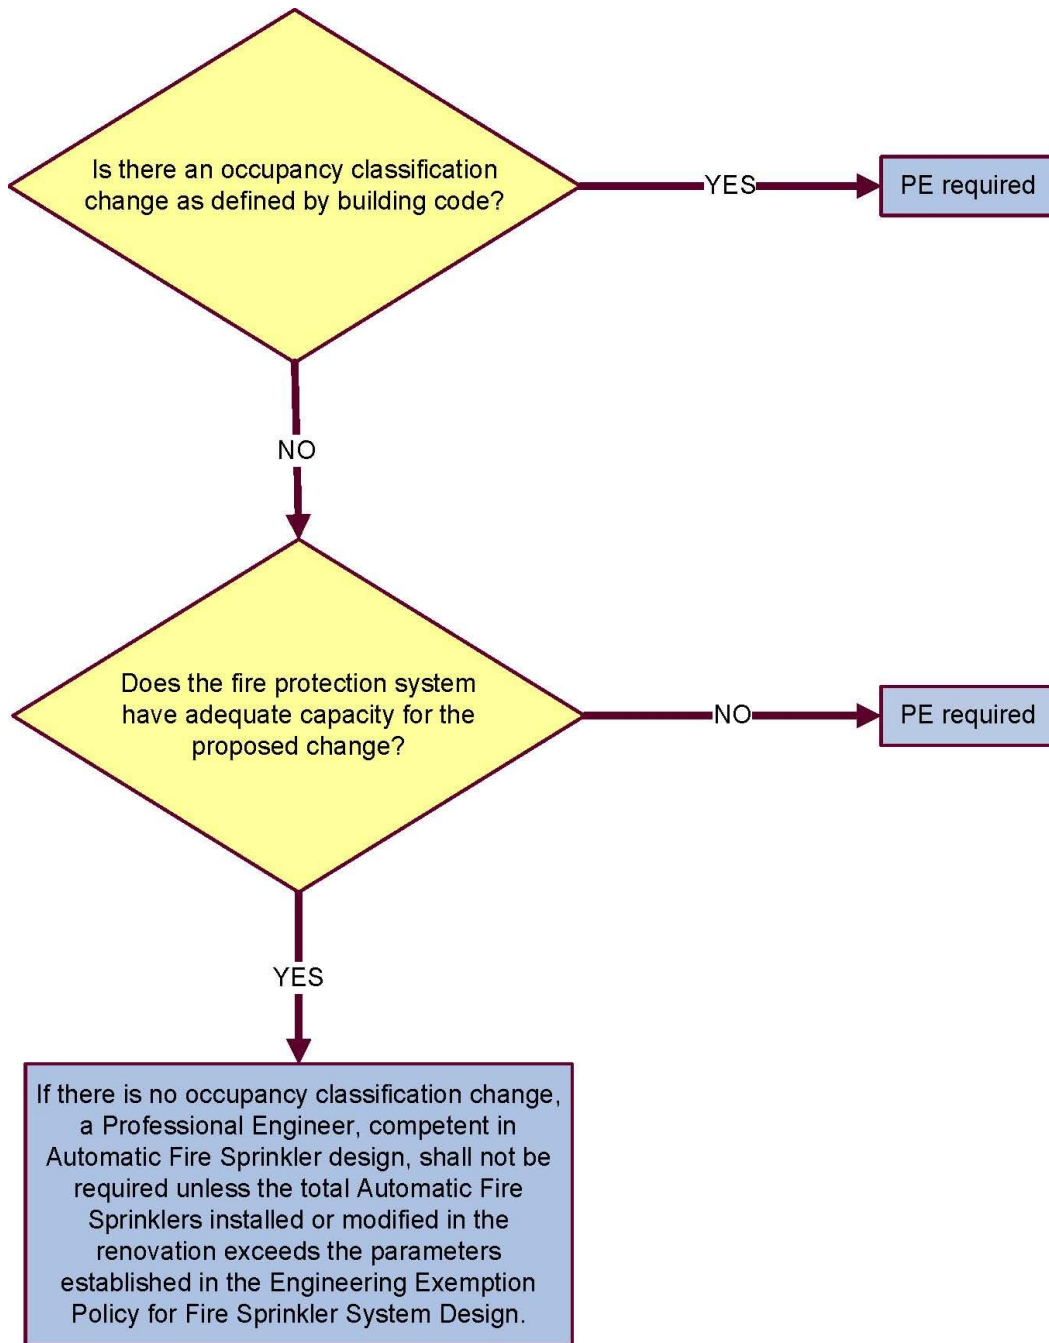 Is there an occupancy classification
change as defined by building code?
YES
PE required
NO
Does the fire protection system
have adequate capacity for the
proposed change?
NO
PE required
YES
If there is no occupancy classification change,
a Professional Engineer, competent in
Automatic Fire Sprinkler design, shall not be
required unless the total Automatic Fire
Sprinklers installed or modified in the
renovation exceeds the parameters
established in the Engineering Exemption
Policy for Fire Sprinkler System Design.